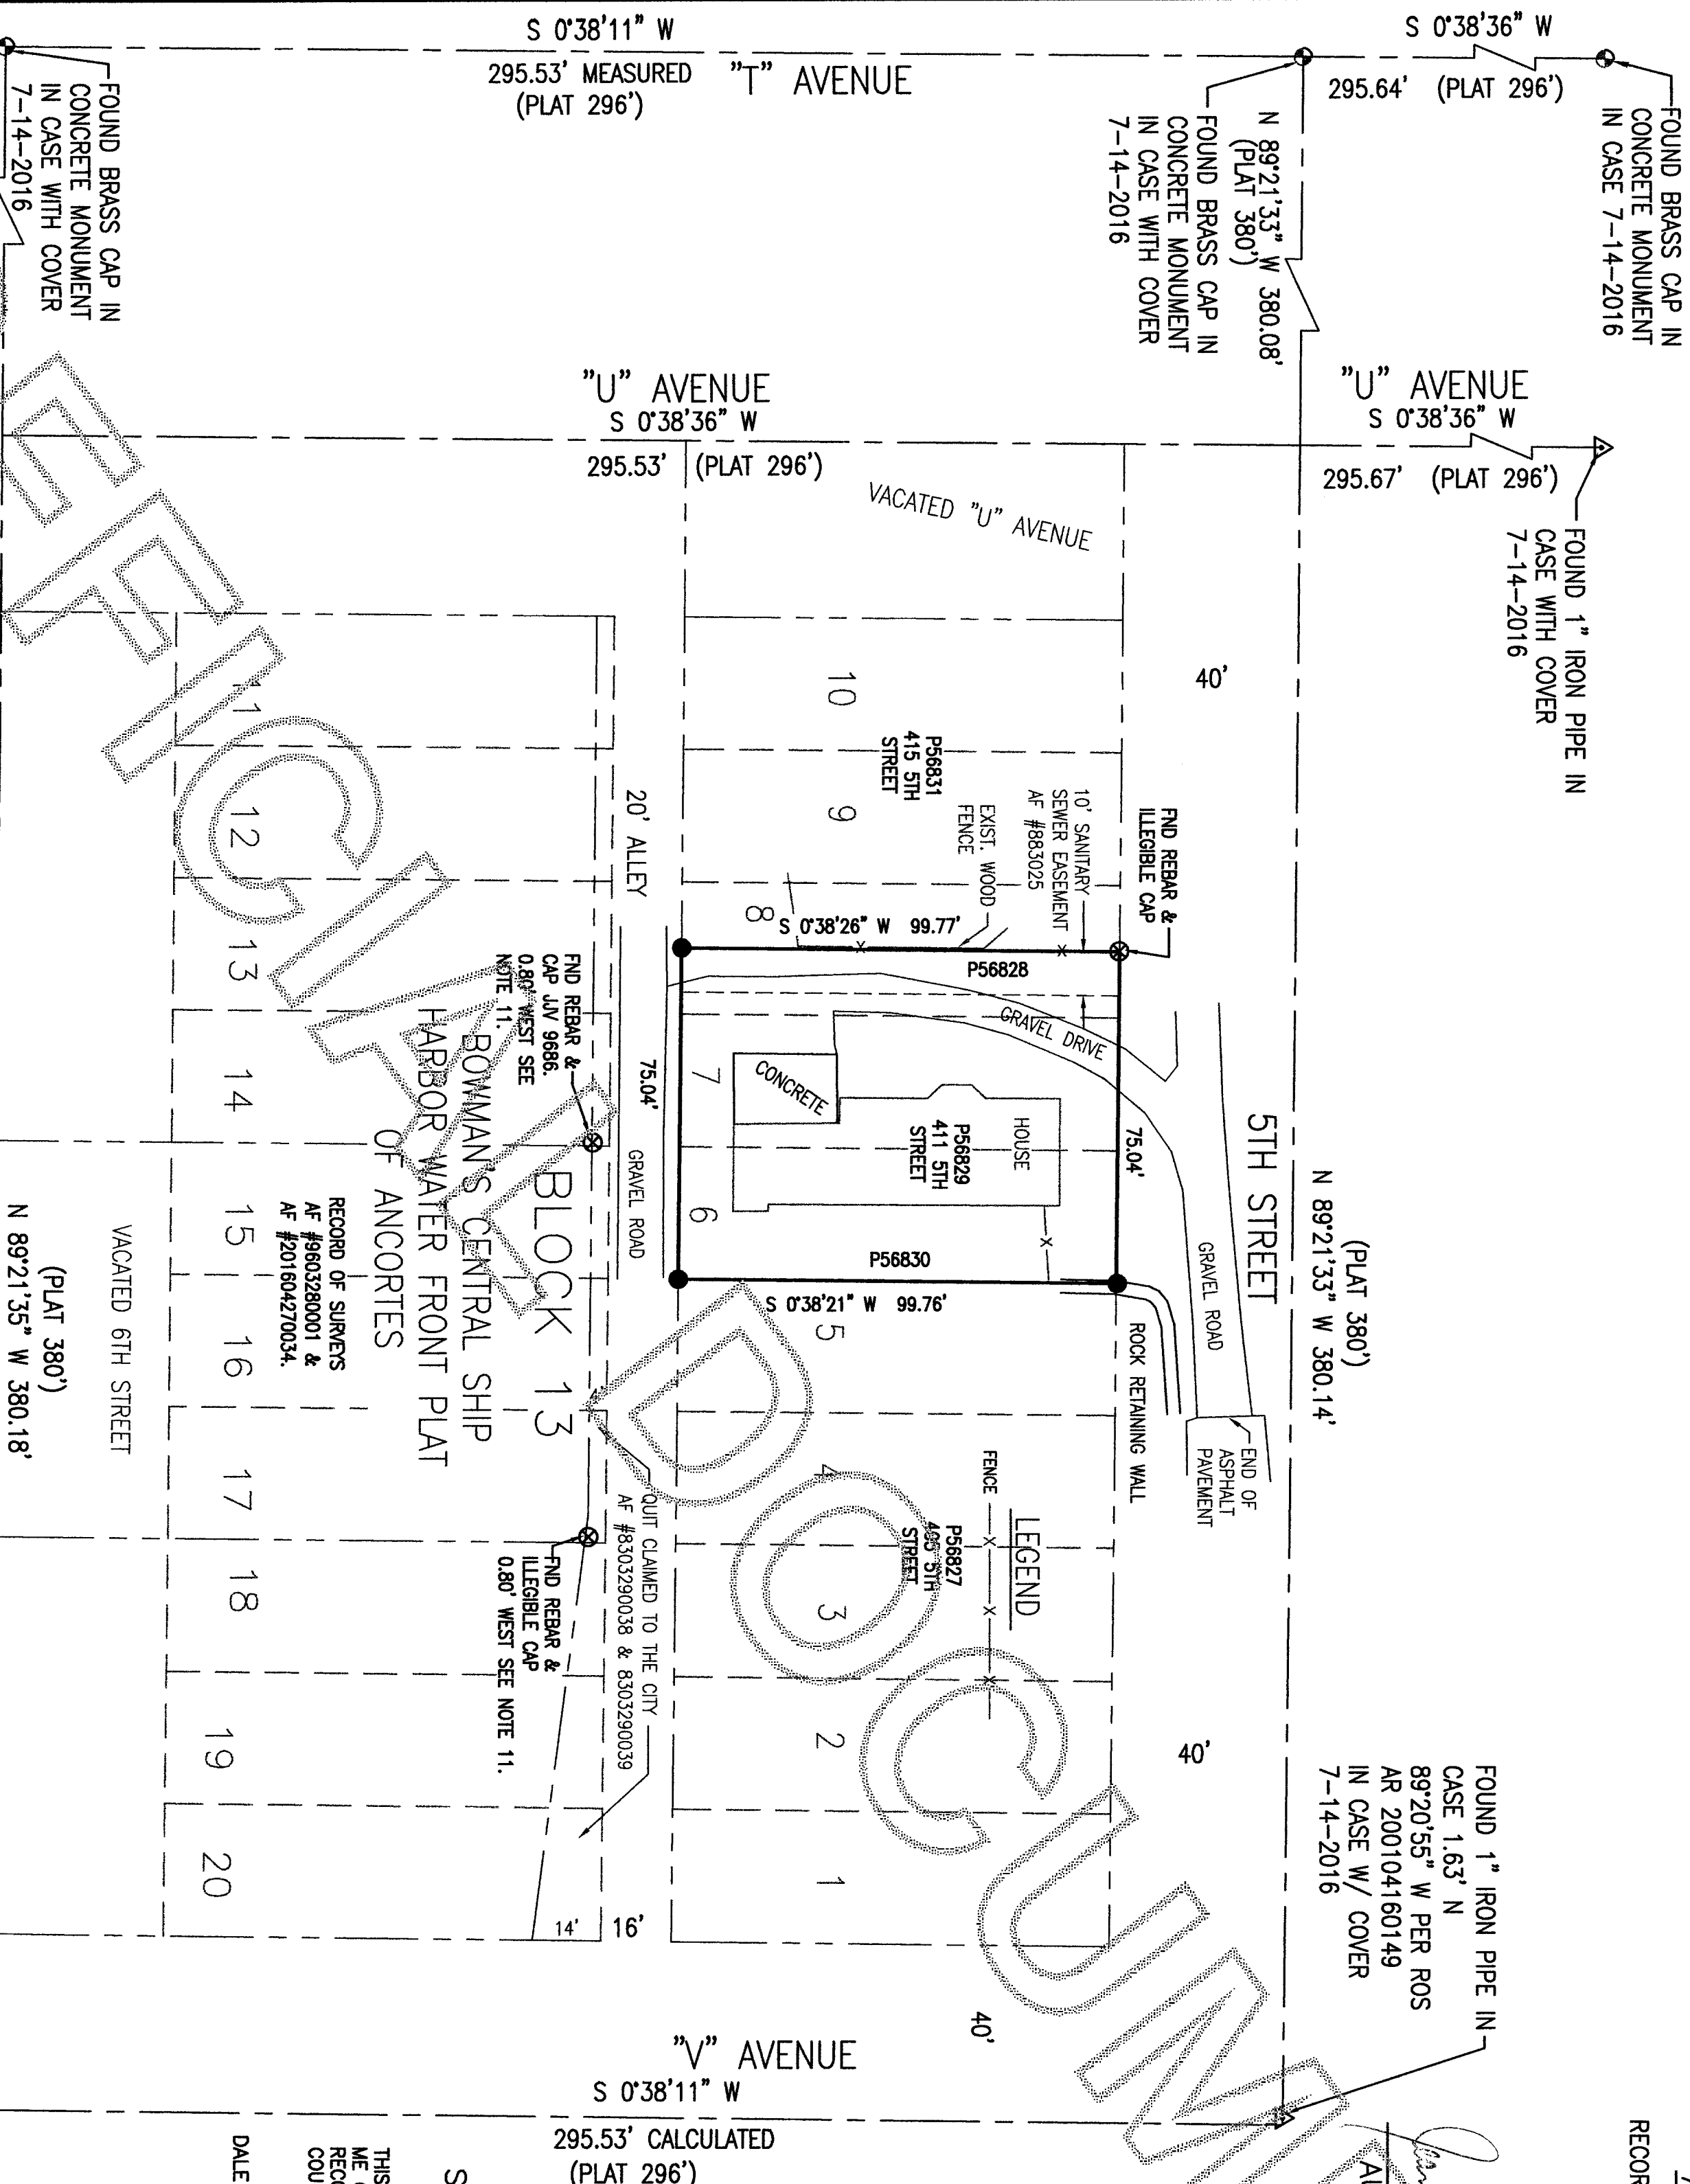 S 0°38'11" W
295.53' MEASURED
(PLAT 296')
"T" AVENUE
S 0°38'36" W
295.64' (PLAT 296')
FOUND BRASS CAP IN
CONCRETE MONUMENT
IN CASE 7-14-2016
FOUND BRASS CAP IN
CONCRETE MONUMENT
IN CASE WITH COVER
7-14-2016
N 89°21'33" W 380.08'
(PLAT 380')
FOUND BRASS CAP IN
CONCRETE MONUMENT
IN CASE WITH COVER
7-14-2016
"U" AVENUE
S 0°38'36" W
295.53' (PLAT 296')
"U" AVENUE
S 0°38'36" W
295.67' (PLAT 296')
FOUND 1" IRON PIPE IN
CASE WITH COVER
7-14-2016
VACATED "U" AVENUE
40'
10
P56831
415 5TH
STREET
9
10' SANITARY
SEWER EASEMENT
AF #883025
EXIST. WOOD
FENCE
FND REBAR &
ILLEGIBLE CAP
8
S 0°38'26" W 99.77'
P56828
GRAVEL DRIVE
20' ALLEY
75.04'
GRAVEL ROAD
7
CONCRETE
HOUSE
P56829
411 5TH
STREET
75.04'
6
P56830
S 0°38'21" W 99.76'
5
5TH STREET
N 89°21'33" W 380.14'
(PLAT 380')
GRAVEL ROAD
ROCK RETAINING WALL
END OF
ASPHALT
PAVEMENT
11
12
13
14
15
16
17
18
19
20
FND REBAR &
CAP JJV 9686.
0.80' WEST SEE
NOTE 11.
BLOCK 13
BOWMAN'S CENTRAL SHIP
HARBOR WATER FRONT PLAT
OF ANCORTES
RECORD OF SURVEYS
AF #9603280001 &
AF #201604270034.
VACATED 6TH STREET
(PLAT 380')
N 89°21'35" W 380.18'
4
3
2
1
LEGEND
FENCE
P56827
405 5TH
STREET
QUIT CLAIMED TO THE CITY
AF #8303290038 & 8303290039
FND REBAR &
ILLEGIBLE CAP
0.80' WEST SEE NOTE 11.
14'
16'
40'
40'
FOUND 1" IRON PIPE IN
CASE 1.63' N
89°20'55" W PER ROS
AR 200104160149
IN CASE W/ COVER
7-14-2016
"V" AVENUE
S 0°38'11" W
295.53' CALCULATED
(PLAT 296')
RECOR
AU
S
THIS
ME
RECO
COU
DALE
EFFICIAL DOCUM